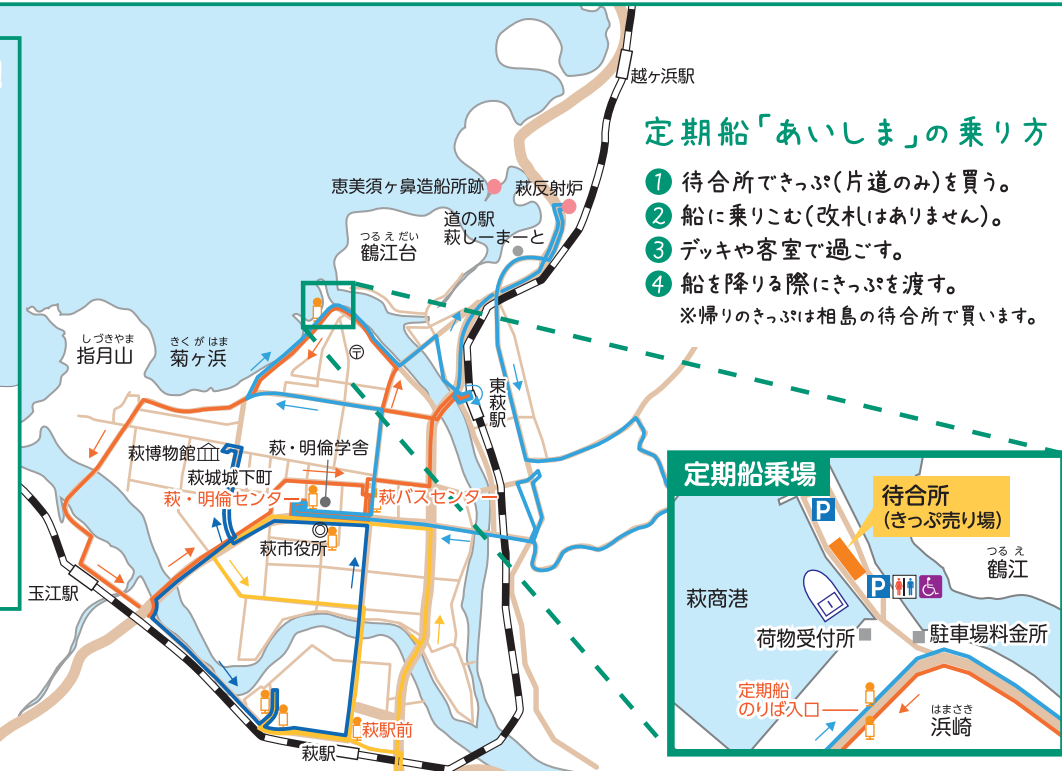 越ヶ浜駅
定期船「あいしま」の乗り方
1 待合所できっぷ(片道のみ)を買う。
2 船に乗りこむ(改札はありません)。
3 デッキや客室で過ごす。
4 船を降りる際にきっぷを渡す。
※帰りのきっぷは相島の待合所で買います。
恵美須ヶ鼻造船所跡
萩反射炉
道の駅
萩しーまーと
つるえだい
鶴江台
しづきやま
指月山
きくがはま
菊ヶ浜
〒
東萩駅
萩博物館
萩・明倫学舎
萩城城下町
萩・明倫センター
萩バスセンター
萩市役所
玉江駅
萩駅前
萩駅
定期船乗場
P
待合所
(きっぷ売り場)
つるえ
鶴江
P
萩商港
荷物受付所
駐車場料金所
定期船
のりば入口
はまさき
浜崎